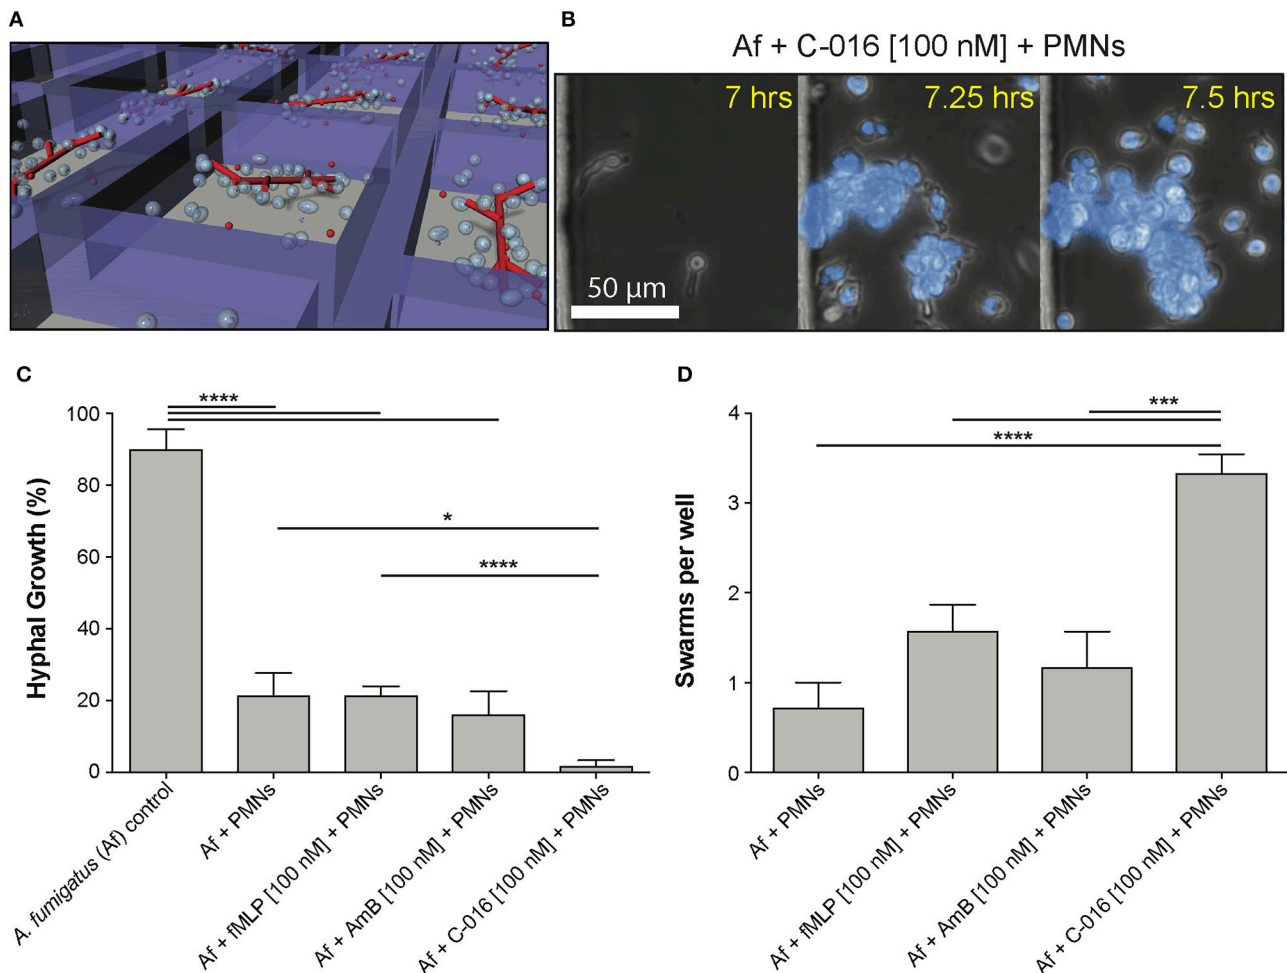 A
B
Af + C-016 [100 nM] + PMNs
7 hrs
7.25 hrs
7.5 hrs
50 µm
C
Hyphal Growth (%)
100
80
60
40
20
0
****
*
****
A. fumigatus (Af) control
Af + PMNs
Af + fMLP [100 nM] + PMNs
Af + AmB [100 nM] + PMNs
Af + C-016 [100 nM] + PMNs
D
Swarms per well
4
3
2
1
0
***
****
Af + PMNs
Af + fMLP [100 nM] + PMNs
Af + AmB [100 nM] + PMNs
Af + C-016 [100 nM] + PMNs